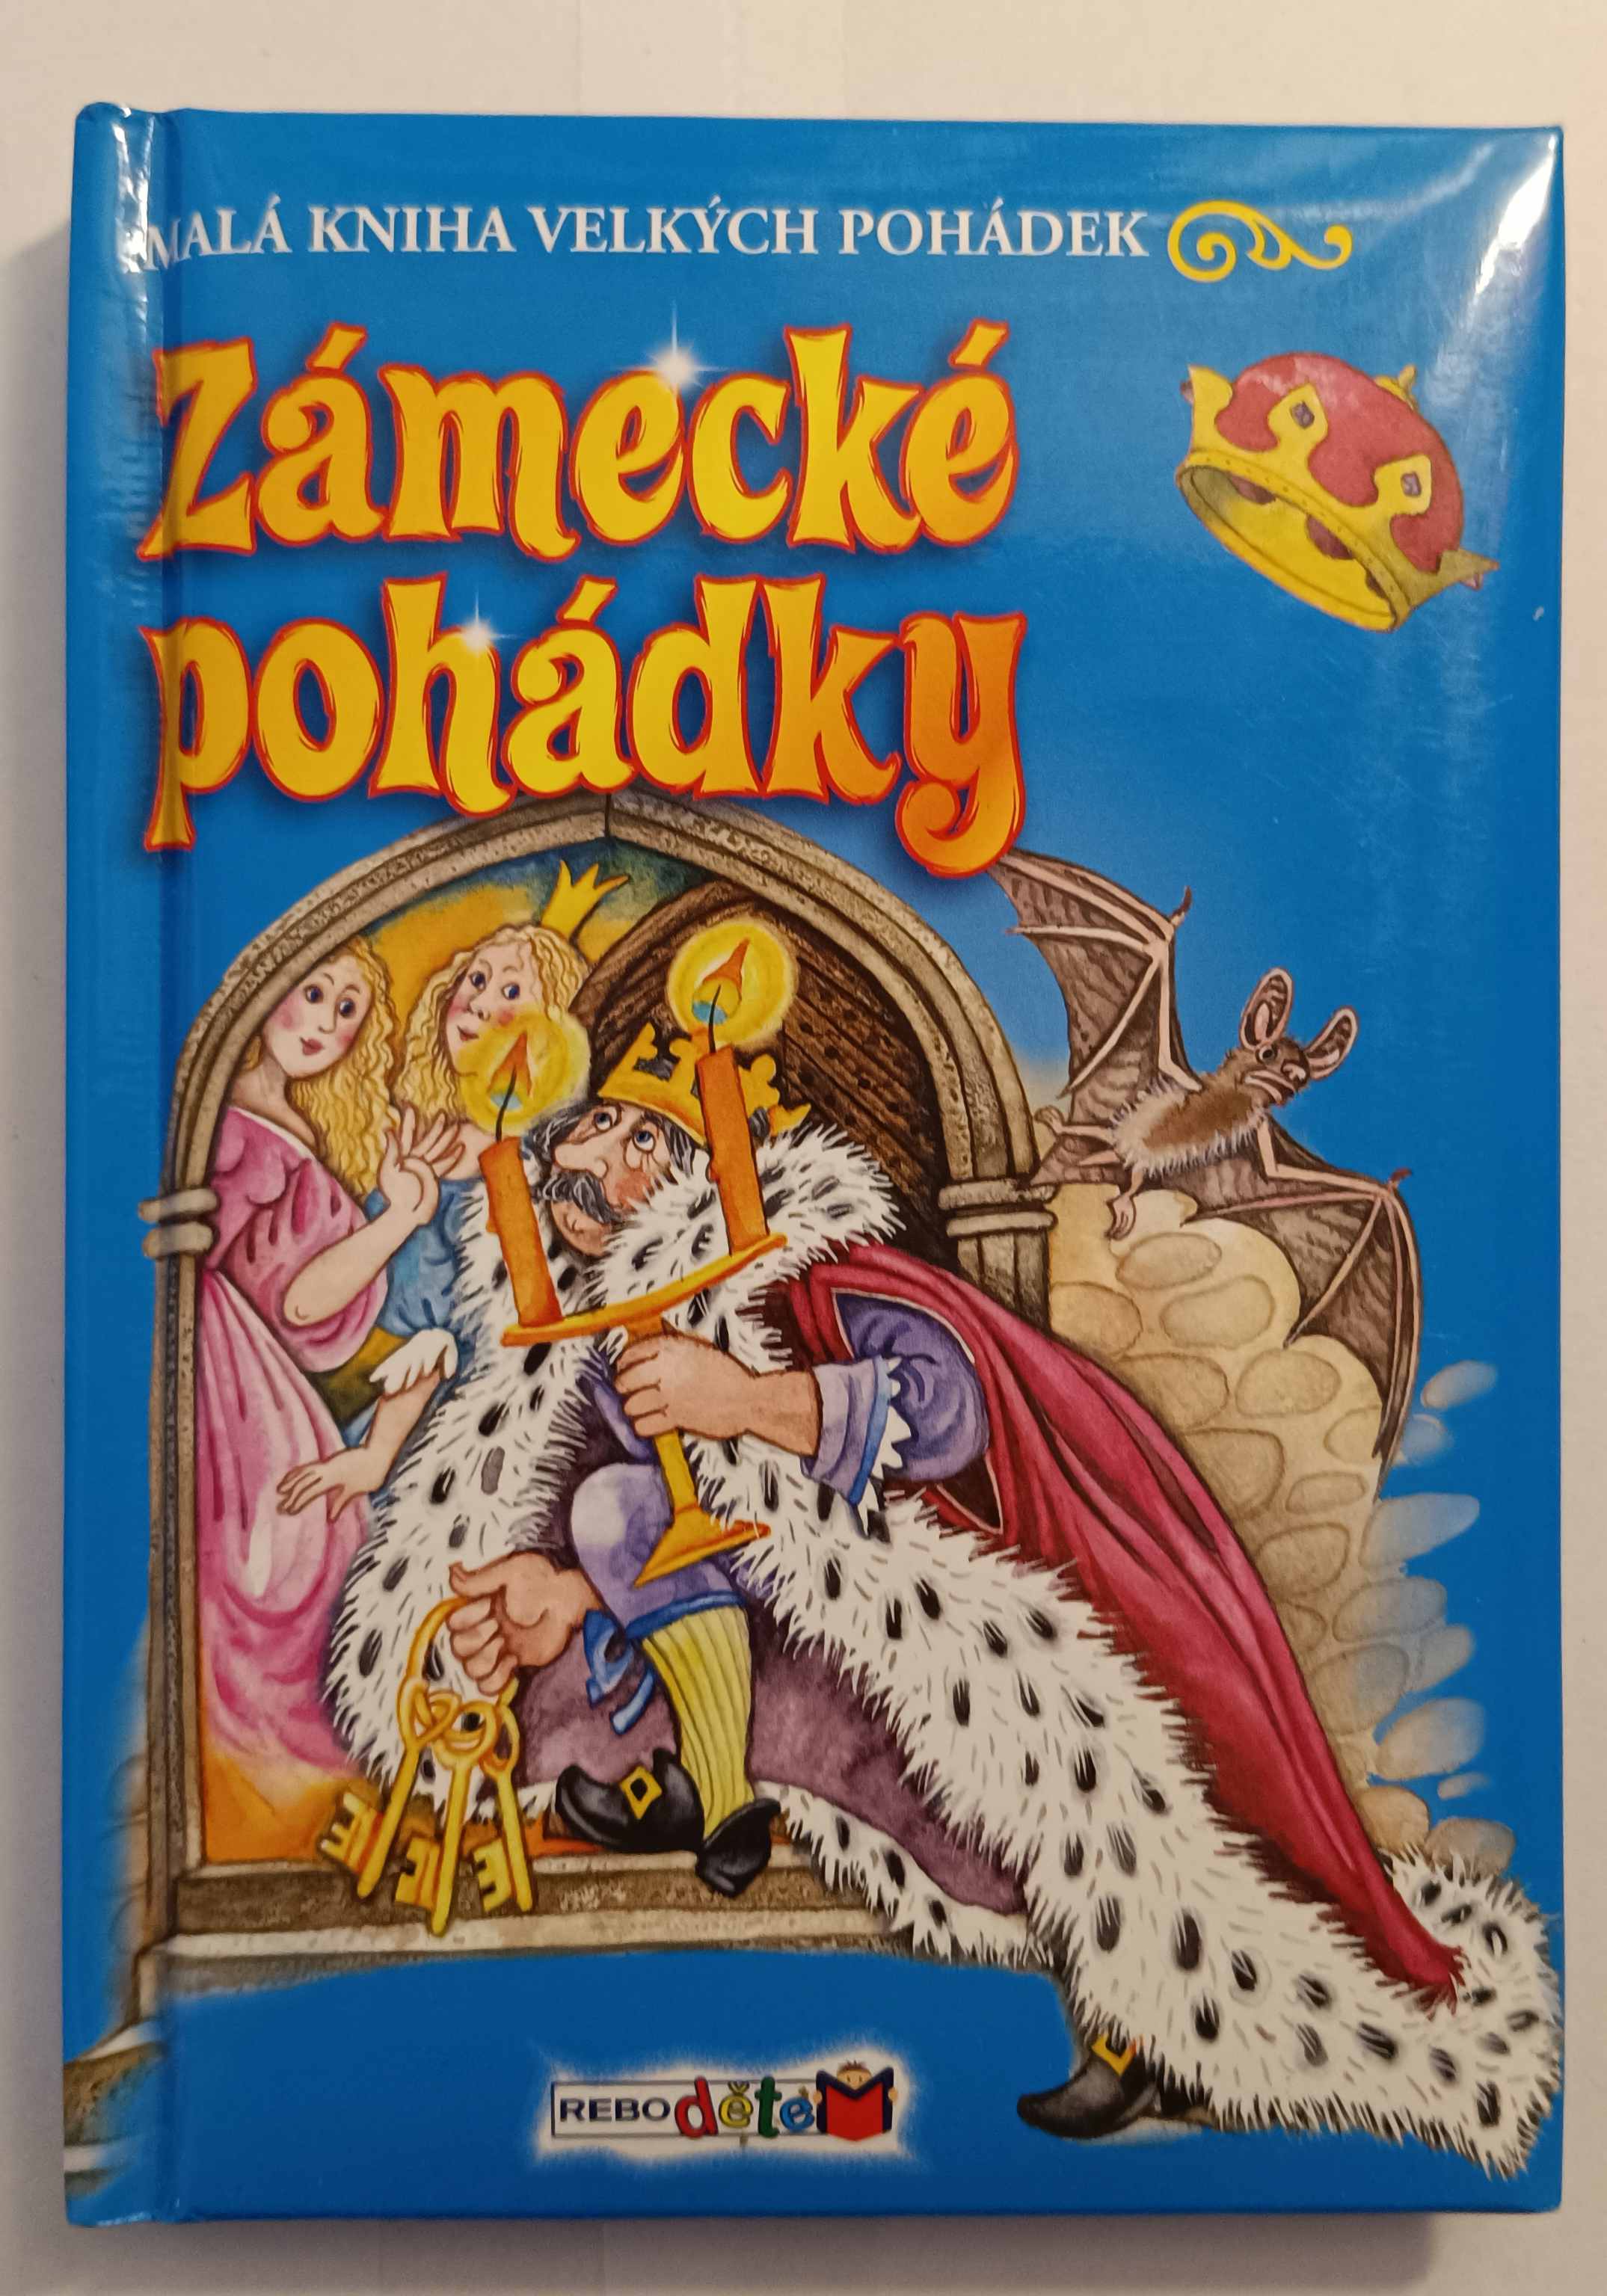 MALÁ KNIHA VELKÝCH POHÁDEK
Zámecké
pohádky
REBO dětem